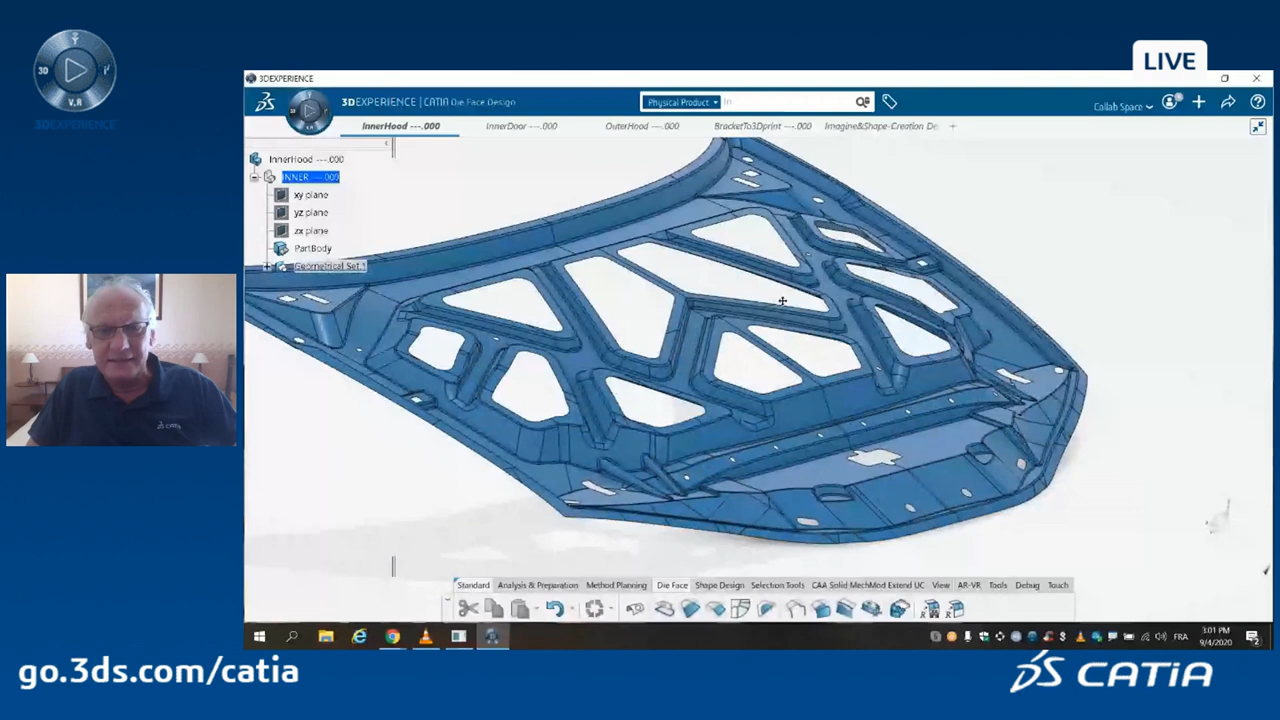 LIVE
3DEXPERIENCE
3DEXPERIENCE | CATIA Die Face Design
Physical Product
Collab Space
InnerHood ---.000
InnerDoor ---.000
OuterHood ---.000
BracketTo3Dprint ---.000
Imagine&Shape-Creation De
InnerHood ---.000
INNER ---.000
xy plane
yz plane
zx plane
PartBody
Geometrical Set.1
3D
V,R
3DEXPERIENCE
CATIA
Standard
Analysis & Preparation
Method Planning
Die Face
Shape Design
Selection Tools
CAA Solid MechMod Extend UC
View
AR-VR
Tools
Debug
Touch
FRA
3:01 PM
9/4/2020
go.3ds.com/catia
CATIA